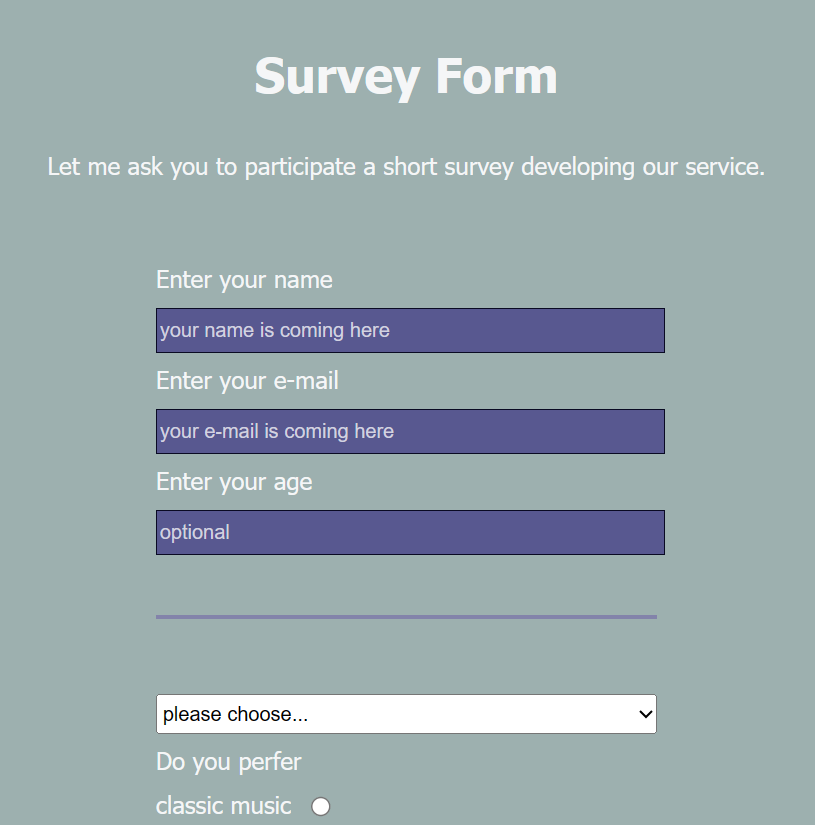 Survey Form
Let me ask you to participate a short survey developing our service.
Enter your name
your name is coming here
Enter your e-mail
your e-mail is coming here
Enter your age
optional
please choose...
Do you perfer
classic music